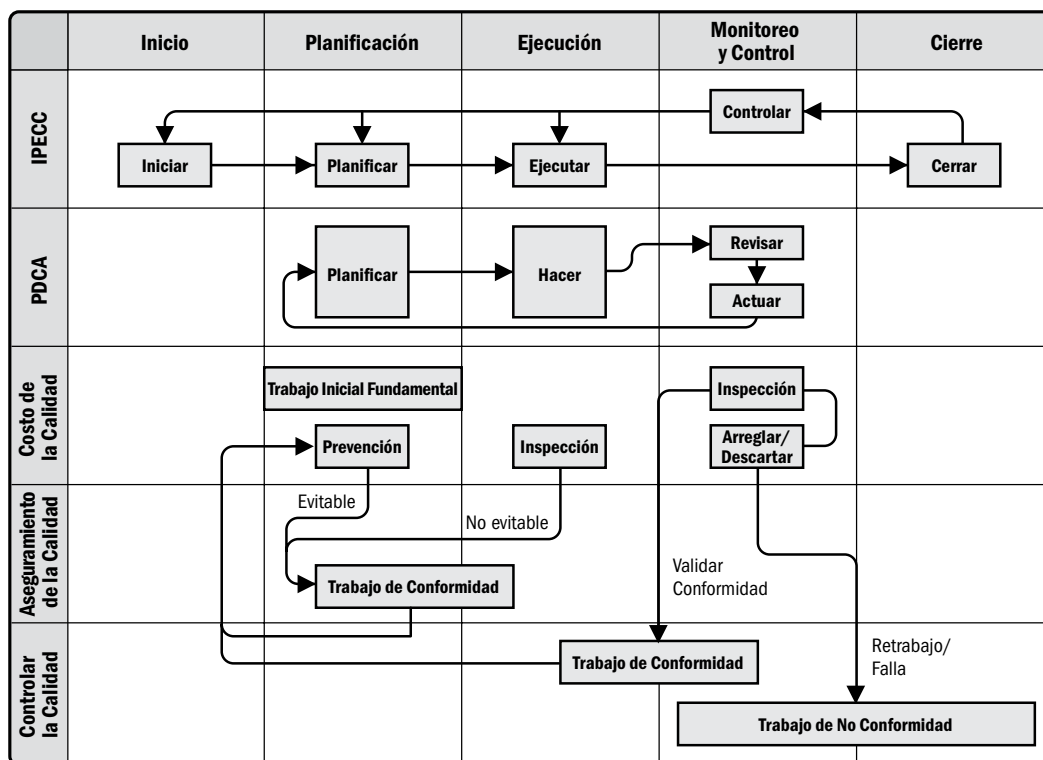 Inicio
Planificación
Ejecución
Monitoreo
y Control
Cierre
IPECC
Controlar
Iniciar
Planificar
Ejecutar
Cerrar
PDCA
Planificar
Hacer
Revisar
Actuar
Costo de
la Calidad
Trabajo Inicial Fundamental
Inspección
Prevención
Inspección
Arreglar/
Descartar
Aseguramiento
de la Calidad
Evitable
No evitable
Trabajo de Conformidad
Validar
Conformidad
Controlar
la Calidad
Trabajo de Conformidad
Retrabajo/
Falla
Trabajo de No Conformidad